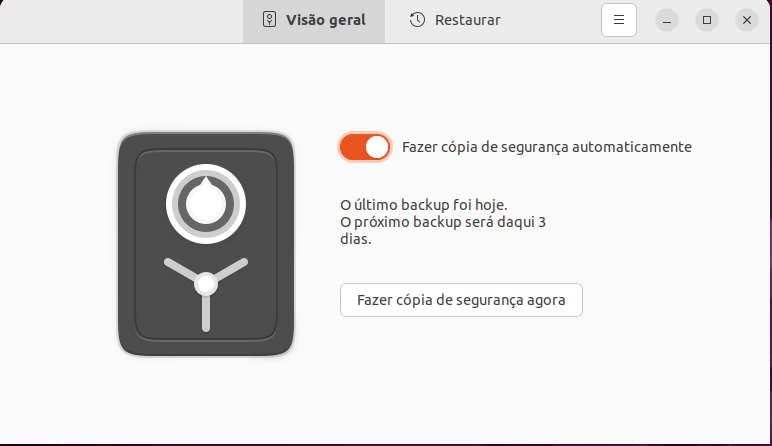 Visão geral
Restaurar
Fazer cópia de segurança automaticamente
O último backup foi hoje.
O próximo backup será daqui 3
dias.
Fazer cópia de segurança agora